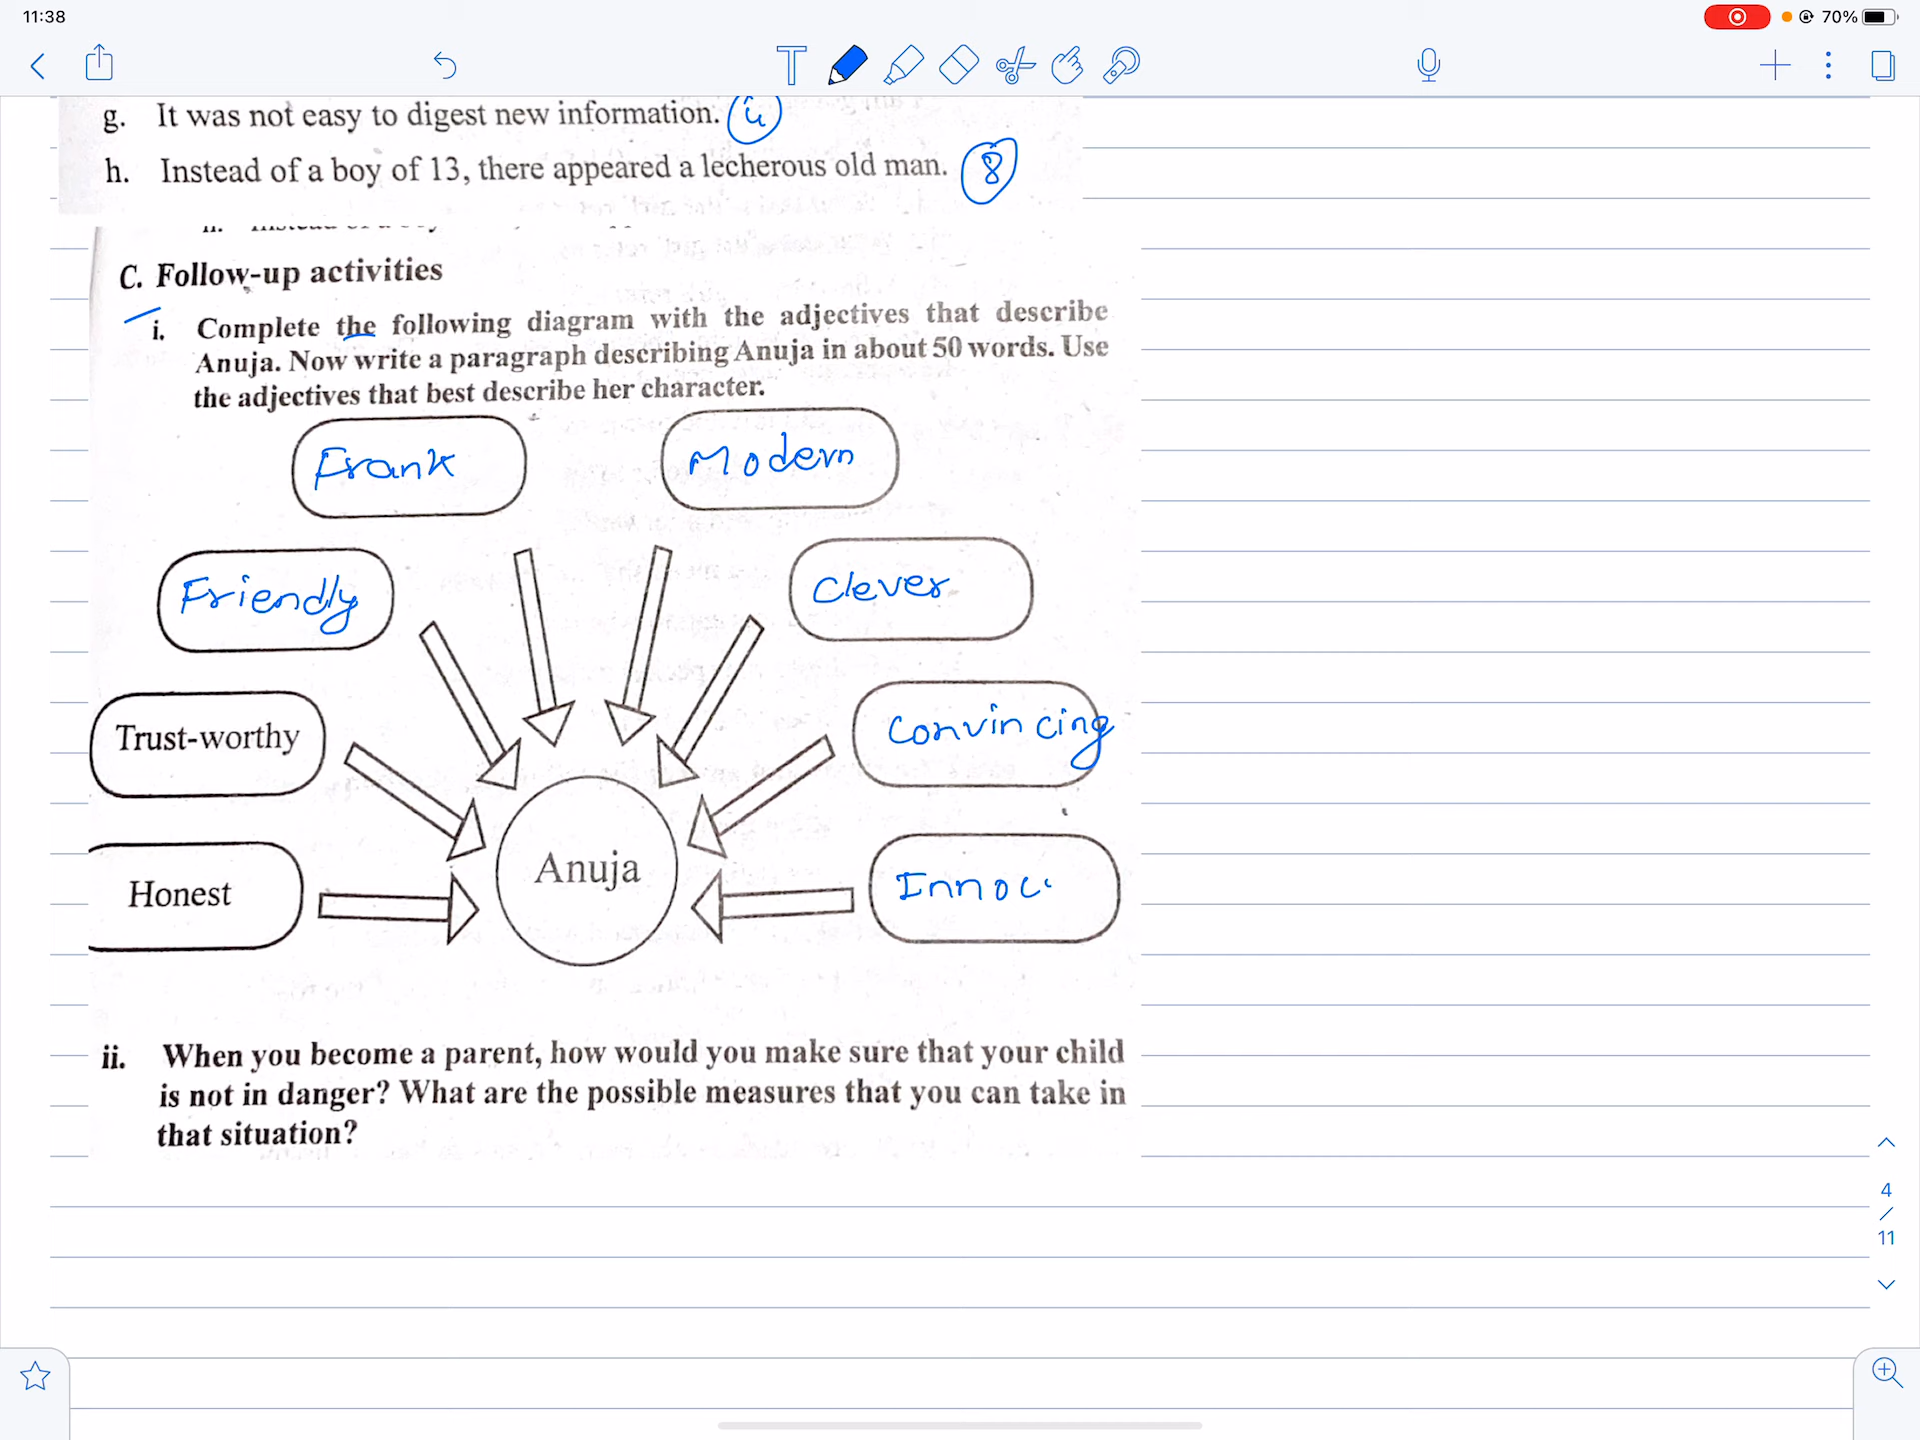 11:38
70%
g. It was not easy to digest new information. 4
h. Instead of a boy of 13, there appeared a lecherous old man. 8
C. Follow-up activities
i. Complete the following diagram with the adjectives that describe
Anuja. Now write a paragraph describing Anuja in about 50 words. Use
the adjectives that best describe her character.
Frank
Modern
Friendly
Clever
Trust-worthy
Convincing
Honest
Anuja
Innoc
ii. When you become a parent, how would you make sure that your child
is not in danger? What are the possible measures that you can take in
that situation?
4
/
11